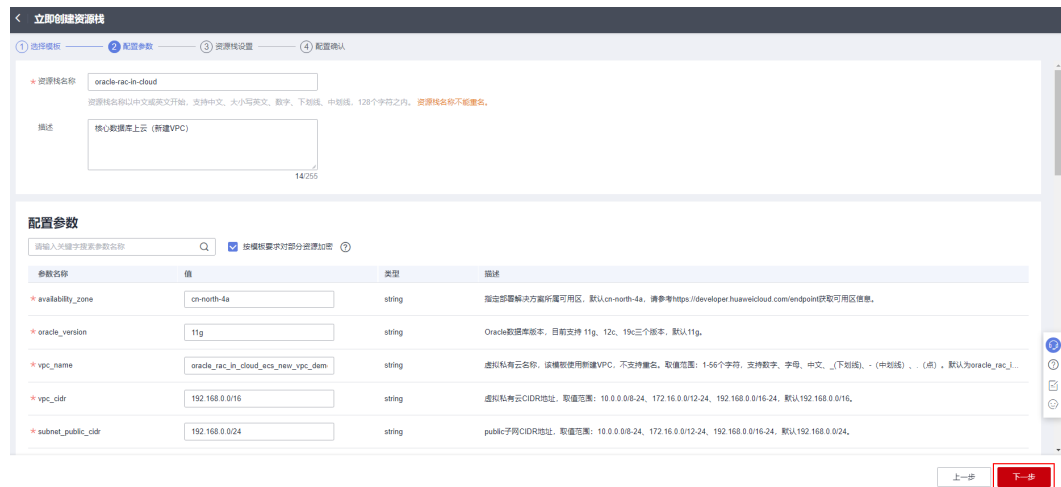 立即创建资源栈
1 选择模板 2 配置参数 3 资源栈设置 4 配置确认
* 资源栈名称 oracle-rac-in-cloud
资源栈名称以中文或英文开始，支持中文、大小写英文、数字、下划线、中划线，128个字符之内。 资源栈名称不能重名。
描述 核心数据库上云（新建VPC）
14/255
配置参数
请输入关键字搜索参数名称 按模板要求对部分资源加密
参数名称 值 类型 描述
* availability_zone cn-north-4a string 指定部署解决方案所属可用区，默认cn-north-4a，请参考https://developer.huaweicloud.com/endpoint获取可用区信息。
* oracle_version 11g string Oracle数据库版本，目前支持 11g、12c、19c三个版本，默认11g。
* vpc_name oracle_rac_in_cloud_ecs_new_vpc_dem string 虚拟私有云名称，该模板使用新建VPC，不支持重名。取值范围：1-56个字符，支持数字、字母、中文、_(下划线)、-（中划线）、.（点）。默认为oracle_rac_i...
* vpc_cidr 192.168.0.0/16 string 虚拟私有云CIDR地址，取值范围：10.0.0.0/8-24、172.16.0.0/12-24、192.168.0.0/16-24，默认192.168.0.0/16。
* subnet_public_cidr 192.168.0.0/24 string public子网CIDR地址，取值范围：10.0.0.0/8-24、172.16.0.0/12-24、192.168.0.0/16-24，默认192.168.0.0/24。
上一步 下一步